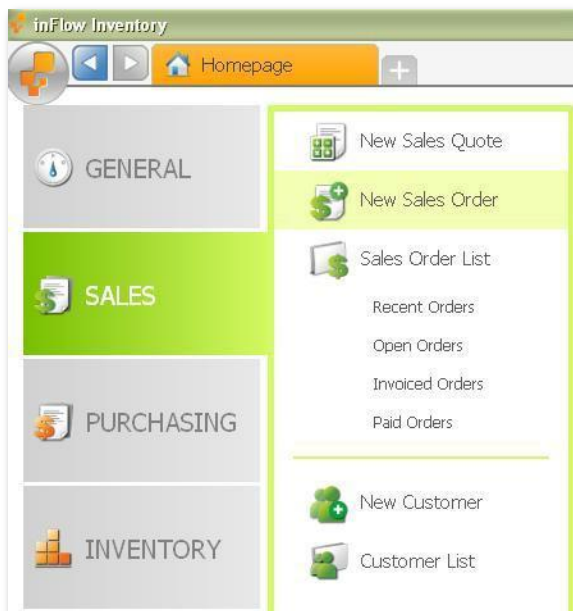 inFlow Inventory
Homepage
GENERAL
SALES
PURCHASING
INVENTORY
New Sales Quote
New Sales Order
Sales Order List
Recent Orders
Open Orders
Invoiced Orders
Paid Orders
New Customer
Customer List